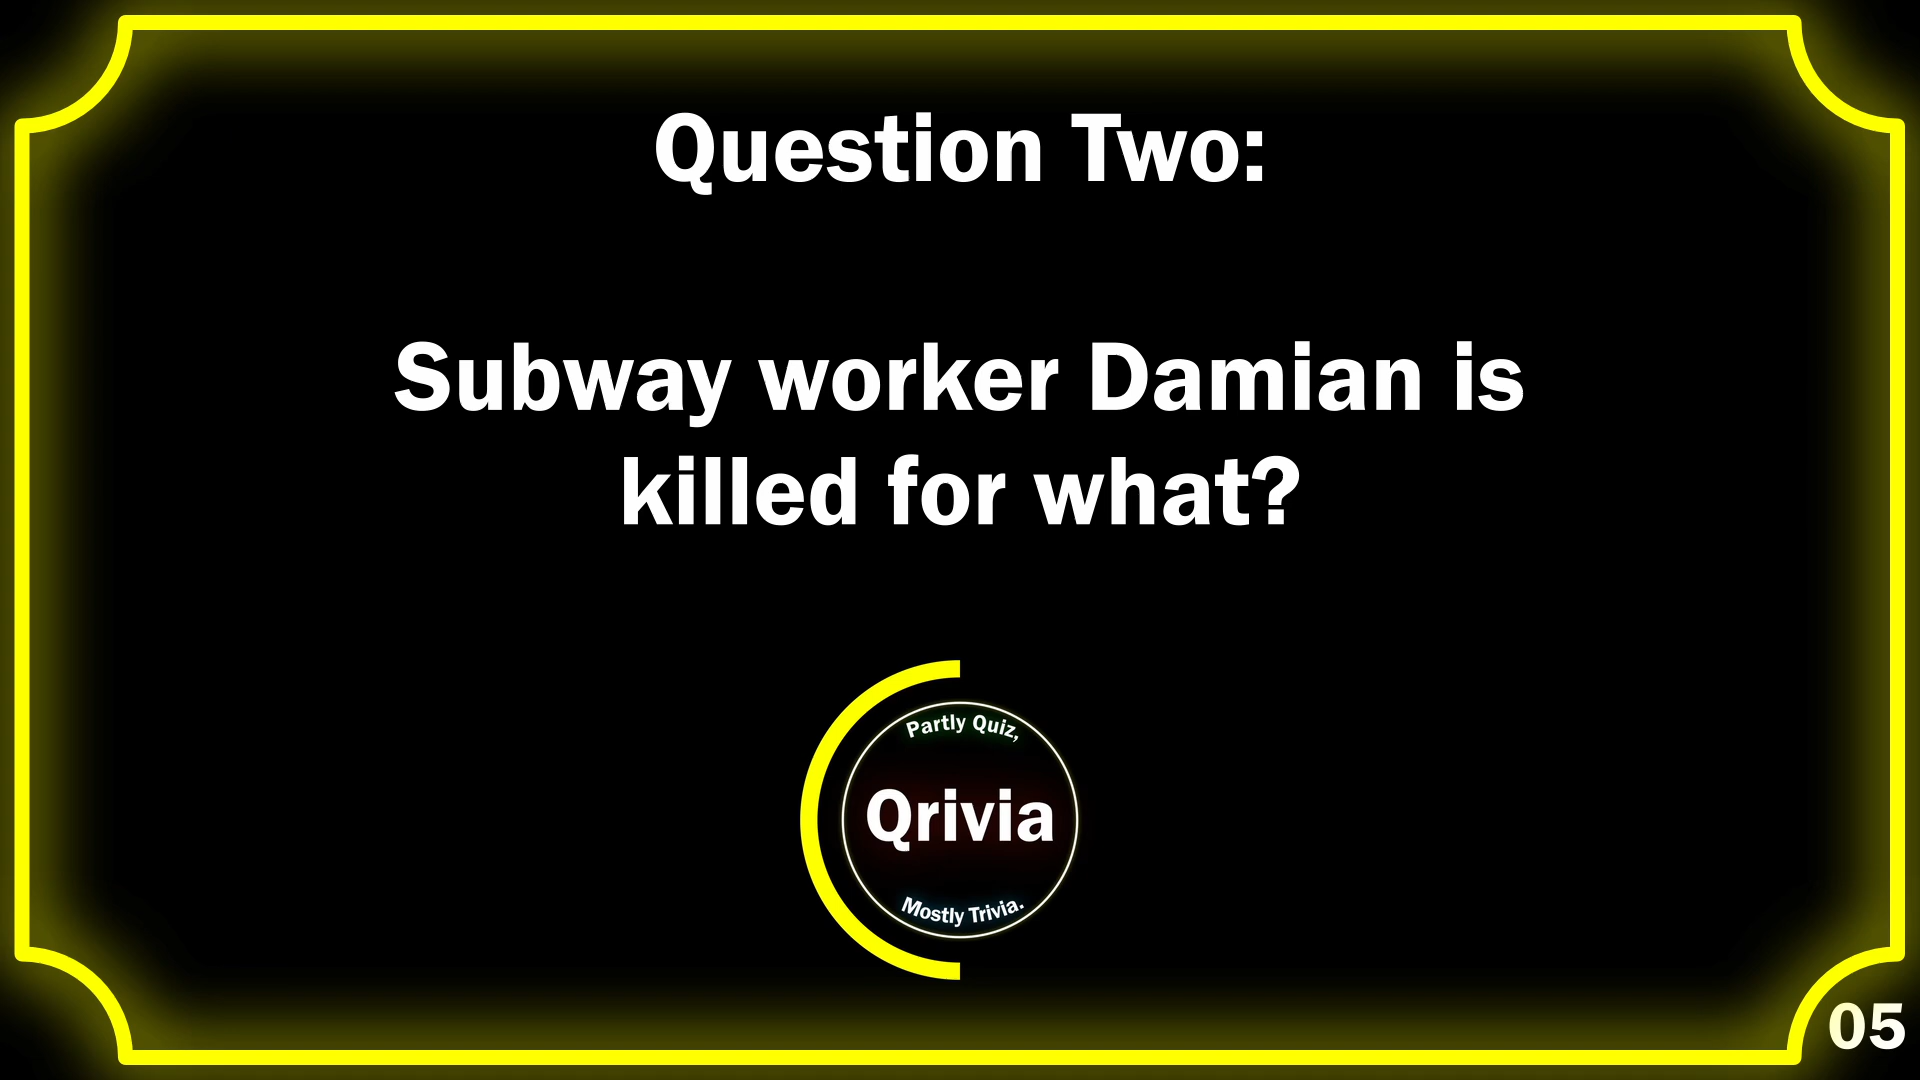 Question Two:
Subway worker Damian is
killed for what?
Partly Quiz,
Qrivia
Mostly Trivia.
05